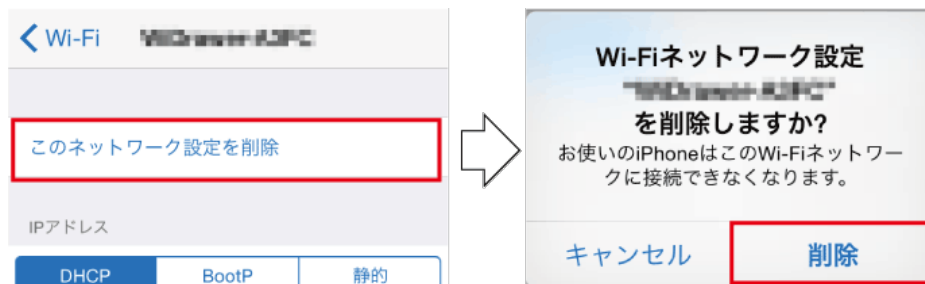 Wi-Fi
このネットワーク設定を削除
IPアドレス
DHCP
BootP
静的
Wi-Fiネットワーク設定
を削除しますか?
お使いのiPhoneはこのWi-Fiネットワー
クに接続できなくなります。
キャンセル
削除